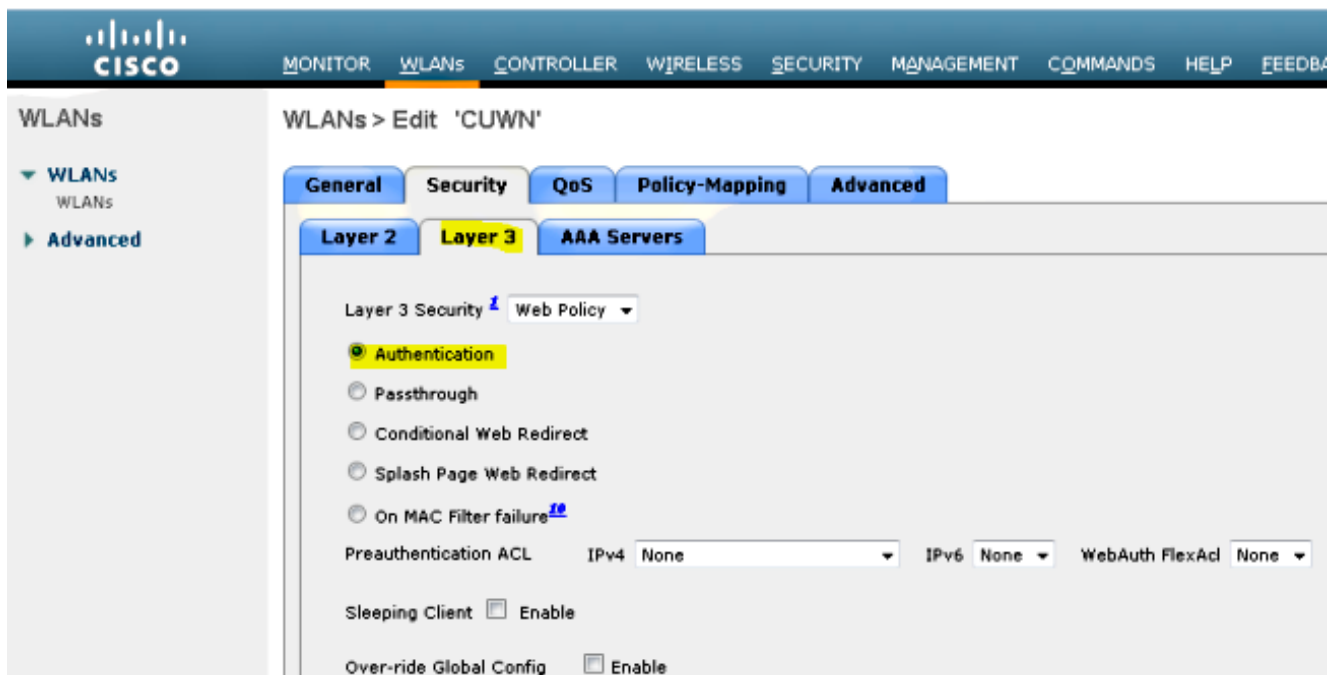 CISCO
MONITOR WLANs CONTROLLER WIRELESS SECURITY MANAGEMENT COMMANDS HELP FEEDBA
WLANs
WLANs > Edit 'CUWN'
WLANs
WLANs
Advanced
General Security QoS Policy-Mapping Advanced
Layer 2 Layer 3 AAA Servers
Layer 3 Security 1 Web Policy
Authentication
Passthrough
Conditional Web Redirect
Splash Page Web Redirect
On MAC Filter failure10
Preauthentication ACL IPv4 None IPv6 None WebAuth FlexAcl None
Sleeping Client Enable
Over-ride Global Config Enable